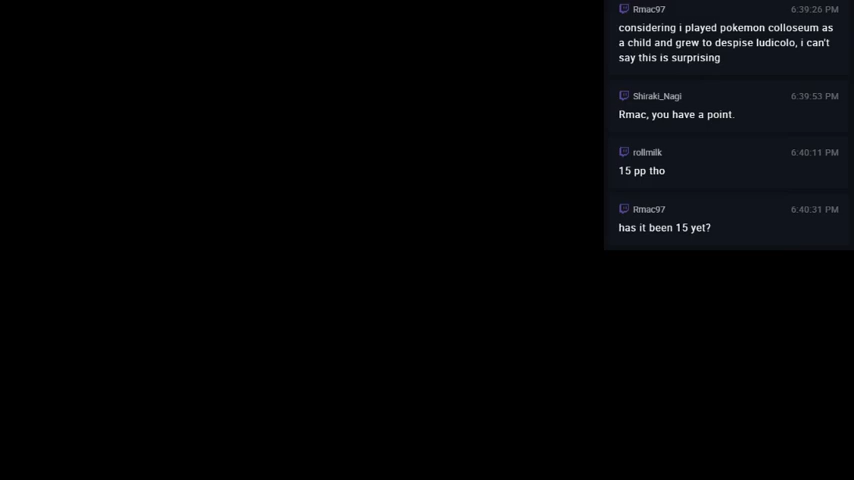 Rmac97 6:39:26 PM
considering i played pokemon colloseum as
a child and grew to despise ludicolo, i can't
say this is surprising
Shiraki_Nagi 6:39:53 PM
Rmac, you have a point.
rollmilk 6:40:11 PM
15 pp tho
Rmac97 6:40:31 PM
has it been 15 yet?